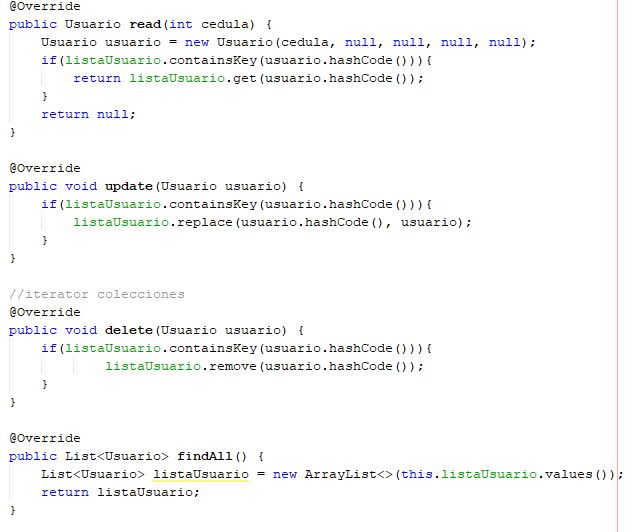 @Override
public Usuario read(int cedula) {
    Usuario usuario = new Usuario(cedula, null, null, null, null);
    if(listaUsuario.containsKey(usuario.hashCode())){
        return listaUsuario.get(usuario.hashCode());
    }
    return null;
}

@Override
public void update(Usuario usuario) {
    if(listaUsuario.containsKey(usuario.hashCode())){
        listaUsuario.replace(usuario.hashCode(), usuario);
    }
}

//iterator colecciones
@Override
public void delete(Usuario usuario) {
    if(listaUsuario.containsKey(usuario.hashCode())){
            listaUsuario.remove(usuario.hashCode());
    }
}

@Override
public List<Usuario> findAll() {
    List<Usuario> listaUsuario = new ArrayList<>(this.listaUsuario.values());
    return listaUsuario;
}